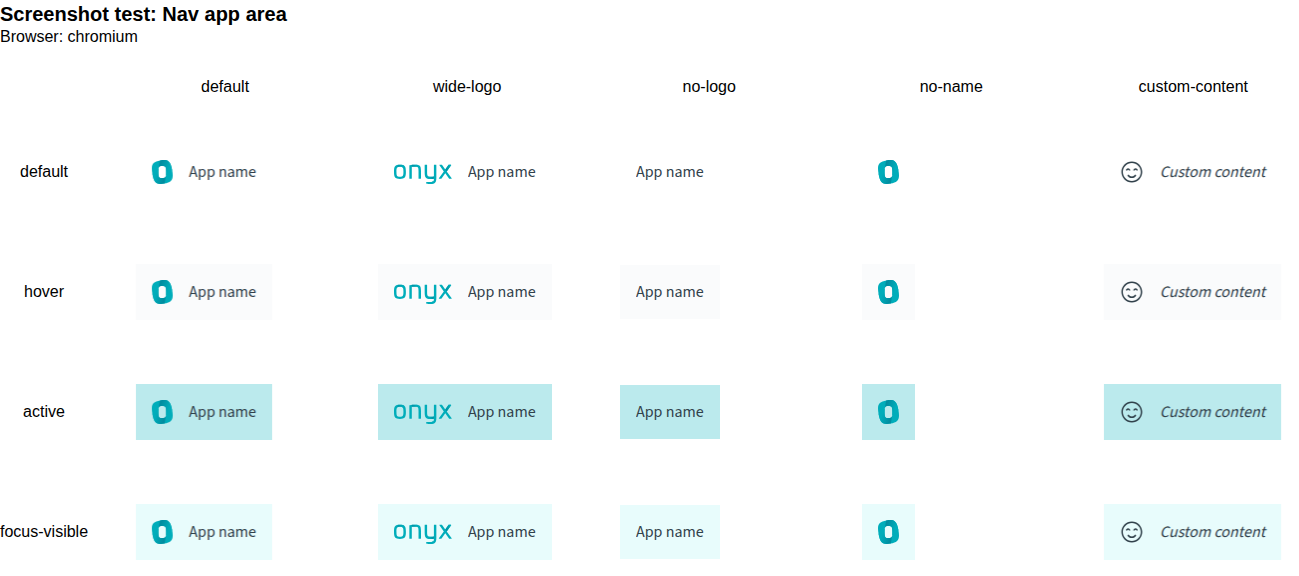 Screenshot test: Nav app area
Browser: chromium
default wide-logo no-logo no-name custom-content
default App name onyx App name App name Custom content
hover App name onyx App name App name Custom content
active App name onyx App name App name Custom content
focus-visible App name onyx App name App name Custom content